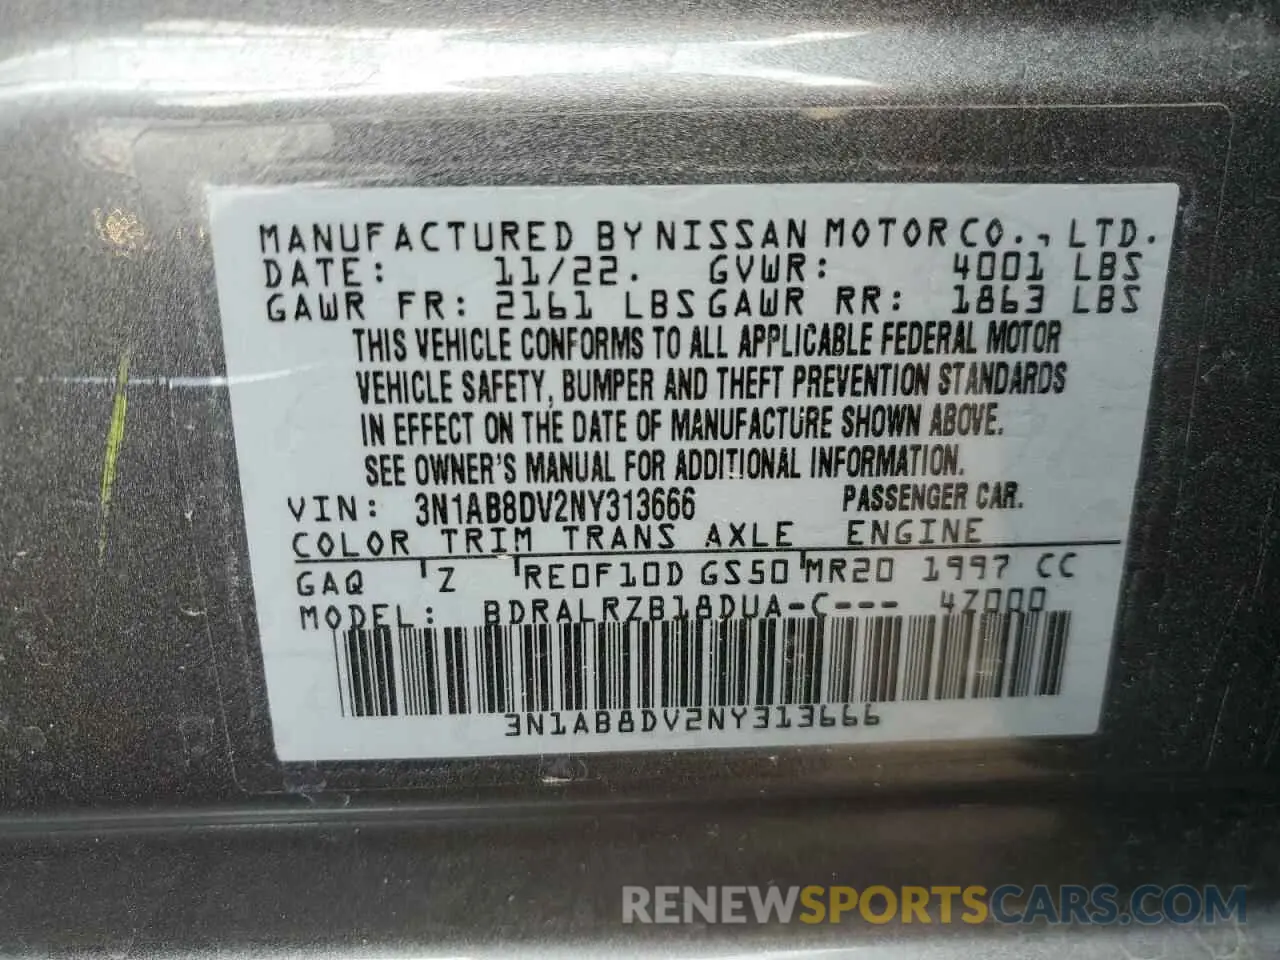 MANUFACTURED BY NISSAN MOTOR CO., LTD.
DATE: 11/22. GVWR: 4001 LBS
GAWR FR: 2161 LBS GAWR RR: 1863 LBS
THIS VEHICLE CONFORMS TO ALL APPLICABLE FEDERAL MOTOR
VEHICLE SAFETY, BUMPER AND THEFT PREVENTION STANDARDS
IN EFFECT ON THE DATE OF MANUFACTURE SHOWN ABOVE.
SEE OWNER'S MANUAL FOR ADDITIONAL INFORMATION.
VIN: 3N1AB8DV2NY313666 PASSENGER CAR.
COLOR TRIM TRANS AXLE ENGINE
GAQ Z RE0F10D GS50 MR20 1997 CC
MODEL: BDRALRZB18DUA-C--- 4Z000
3N1AB8DV2NY313666
RENEWSPORTSCARS.COM